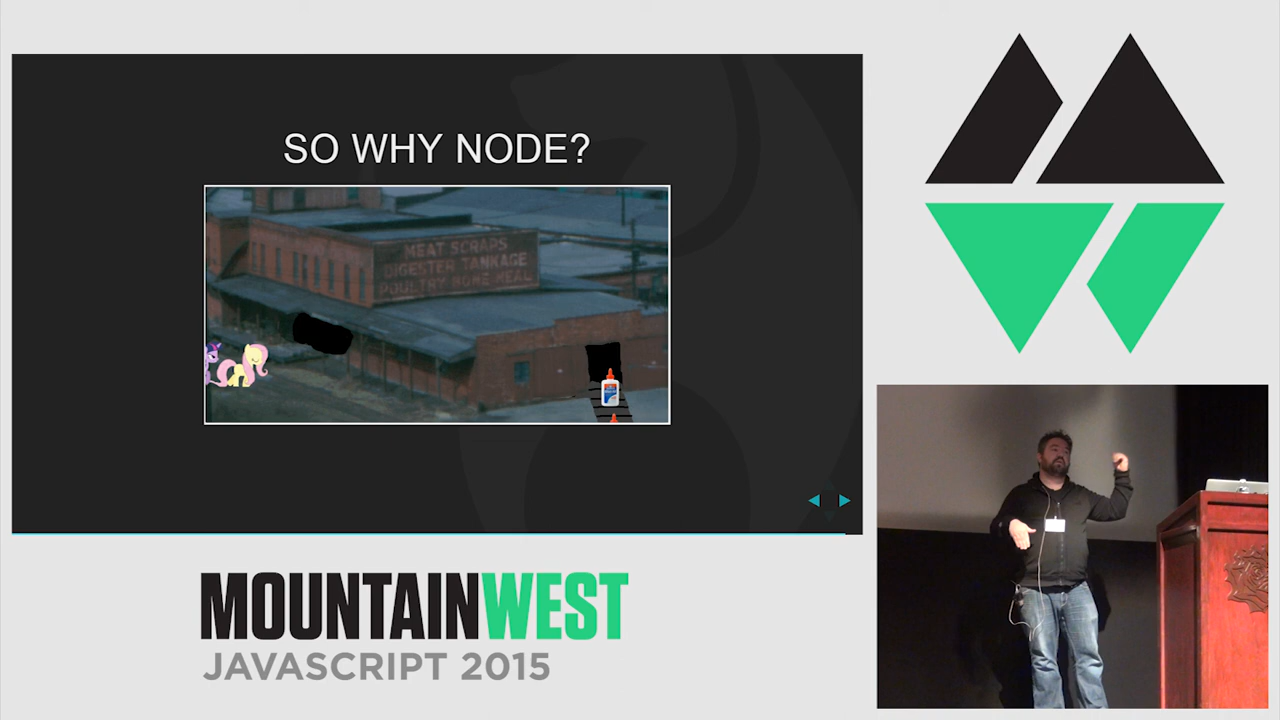 SO WHY NODE?
MEAT SCRAPS
DIGESTER TANKAGE
POULTRY BONE MEAL
MOUNTAINWEST
JAVASCRIPT 2015